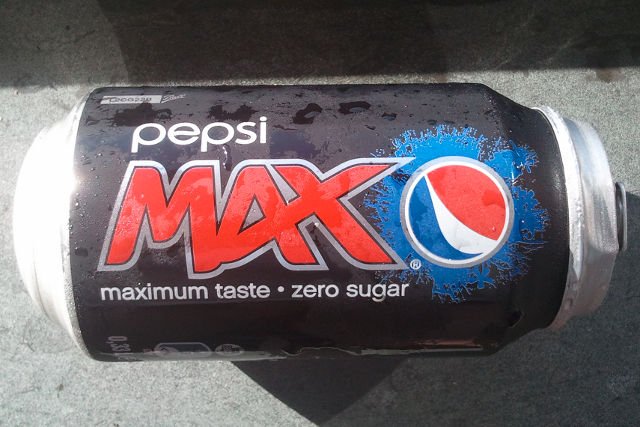 pepsi
MAX
®
maximum taste • zero sugar